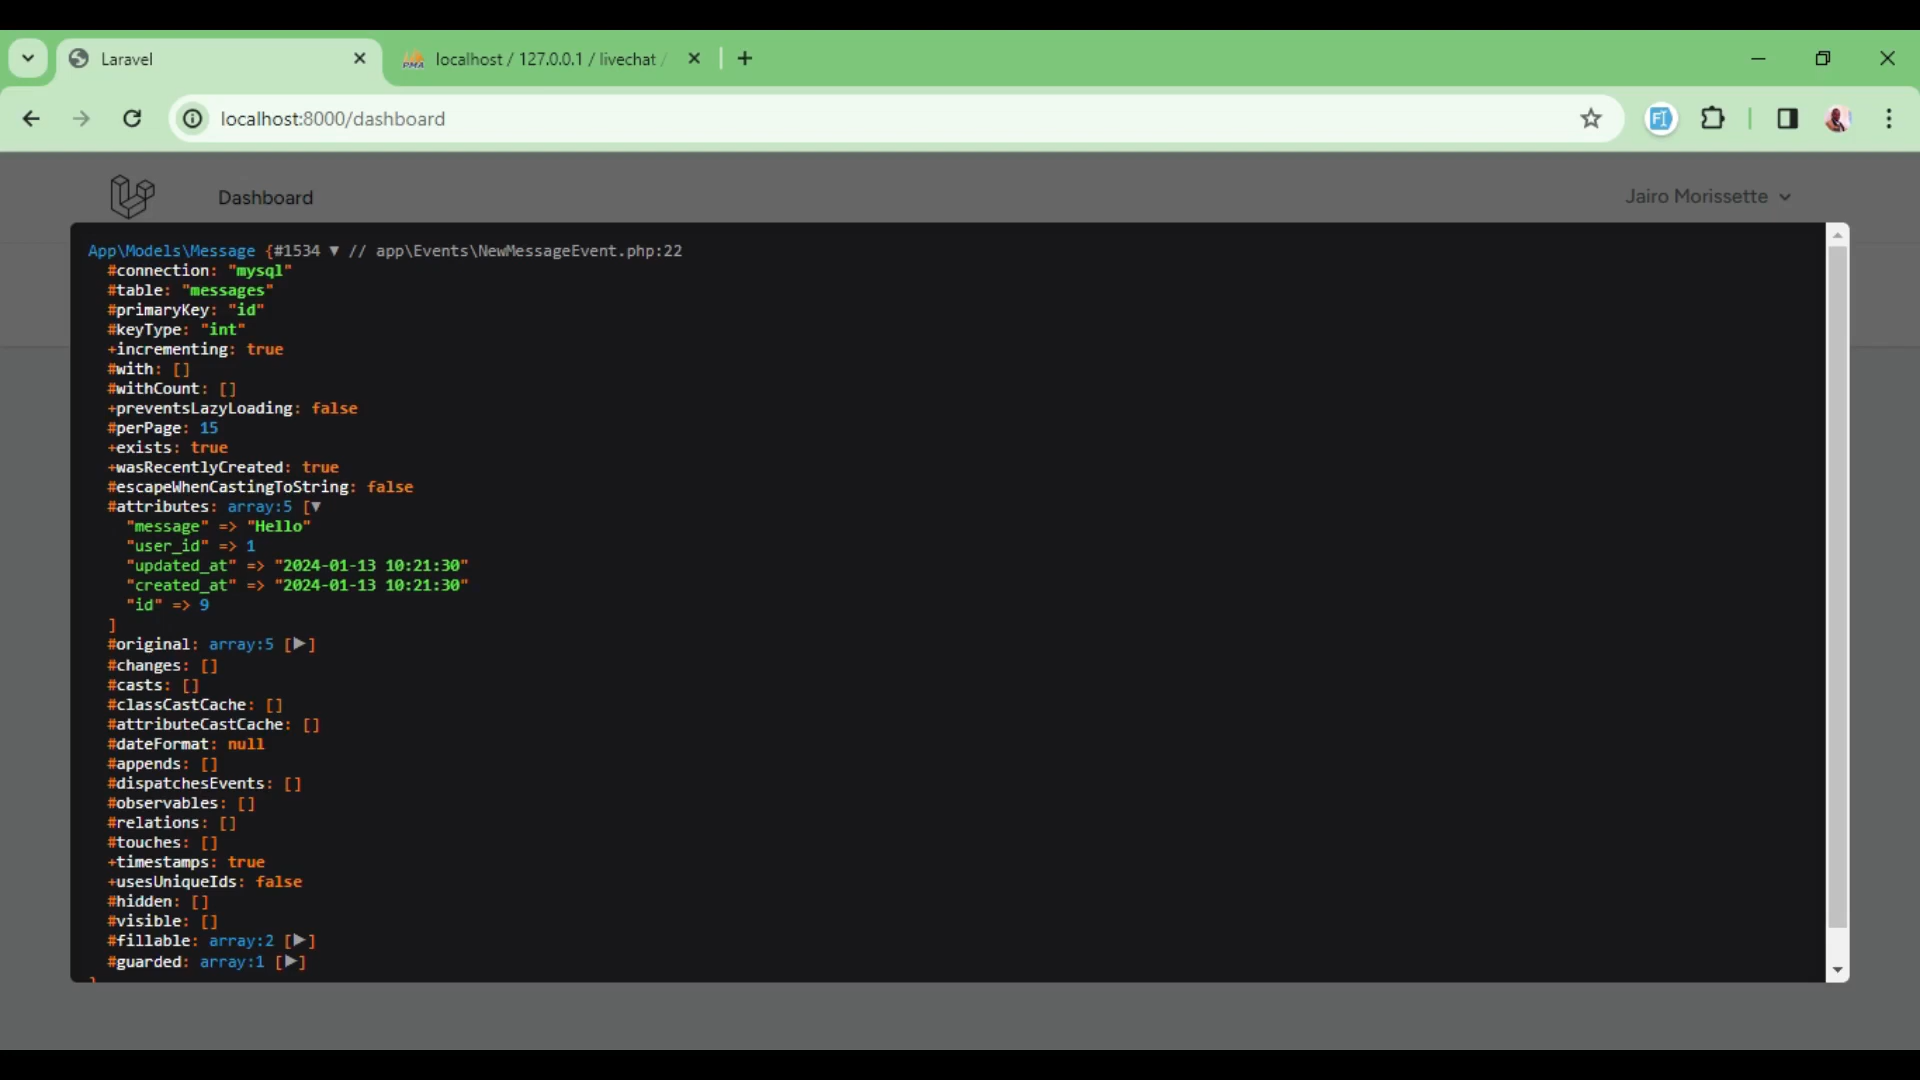 Laravel
localhost / 127.0.0.1 / livechat /
localhost:8000/dashboard
Dashboard
Jairo Morissette
App\Models\Message {#1534 ▼ // app\Events\NewMessageEvent.php:22
#connection: "mysql"
#table: "messages"
#primaryKey: "id"
#keyType: "int"
+incrementing: true
#with: []
#withCount: []
+preventsLazyLoading: false
#perPage: 15
+exists: true
+wasRecentlyCreated: true
#escapeWhenCastingToString: false
#attributes: array:5 [▼
"message" => "Hello"
"user_id" => 1
"updated_at" => "2024-01-13 10:21:30"
"created_at" => "2024-01-13 10:21:30"
"id" => 9
]
#original: array:5 [▶]
#changes: []
#casts: []
#classCastCache: []
#attributeCastCache: []
#dateFormat: null
#appends: []
#dispatchesEvents: []
#observables: []
#relations: []
#touches: []
+timestamps: true
+usesUniqueIds: false
#hidden: []
#visible: []
#fillable: array:2 [▶]
#guarded: array:1 [▶]